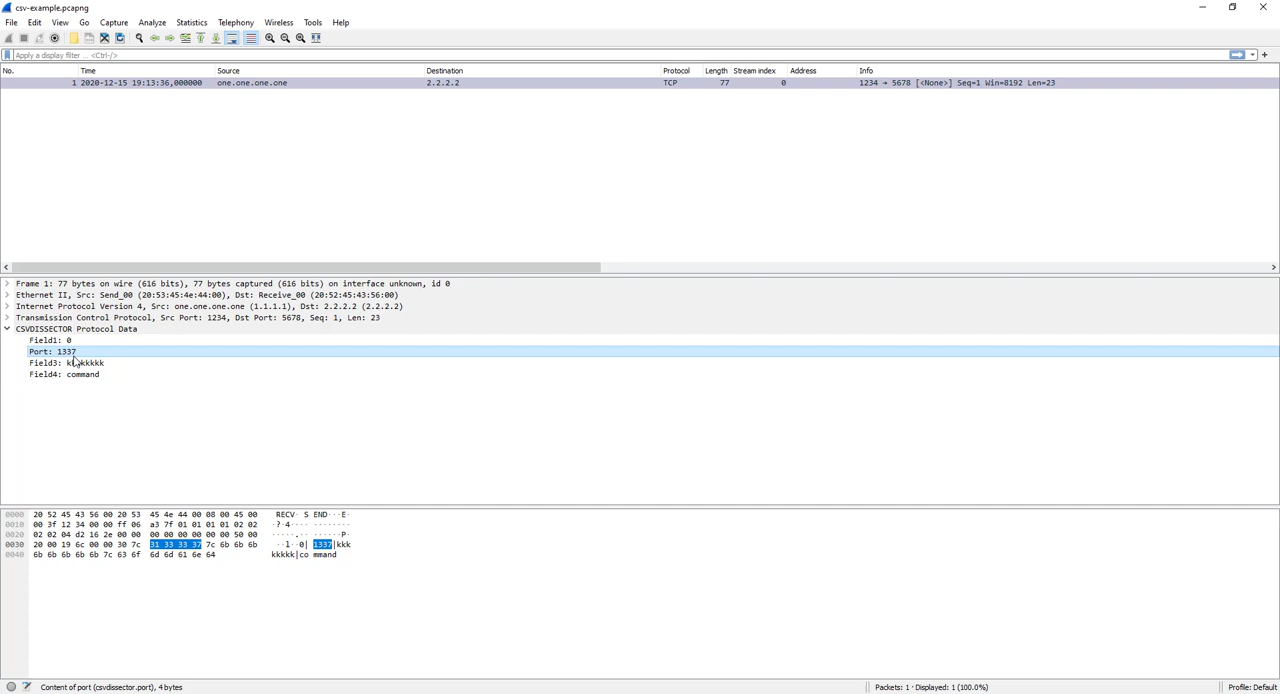 csv-example.pcapng
File Edit View Go Capture Analyze Statistics Telephony Wireless Tools Help
Apply a display filter ... <Ctrl-/>
No. Time Source Destination Protocol Length Stream index Address Info
1 2020-12-15 19:13:36,000000 one.one.one.one 2.2.2.2 TCP 77 0 1234 → 5678 [<None>] Seq=1 Win=8192 Len=23
Frame 1: 77 bytes on wire (616 bits), 77 bytes captured (616 bits) on interface unknown, id 0
Ethernet II, Src: Send_00 (20:53:45:4e:44:00), Dst: Receive_00 (20:52:45:43:56:00)
Internet Protocol Version 4, Src: one.one.one.one (1.1.1.1), Dst: 2.2.2.2 (2.2.2.2)
Transmission Control Protocol, Src Port: 1234, Dst Port: 5678, Seq: 1, Len: 23
CSVDISSECTOR Protocol Data
Field1: 0
Port: 1337
Field3: kkkkkkkk
Field4: command
0000 20 52 45 43 56 00 20 53 45 4e 44 00 08 00 45 00 RECV· S END···E·
0010 00 3f 12 34 00 00 ff 06 a3 7f 01 01 01 01 02 02 ·?·4···· ········
0020 02 02 04 d2 16 2e 00 00 00 00 00 00 00 00 50 00 ·····.·· ······P·
0030 20 00 19 6c 00 00 30 7c 31 33 33 37 7c 6b 6b 6b ··l··0| 1337|kkk
0040 6b 6b 6b 6b 6b 7c 63 6f 6d 6d 61 6e 64 kkkkk|co mmand
Content of port (csvdissector.port), 4 bytes
Packets: 1 · Displayed: 1 (100.0%)
Profile: Default